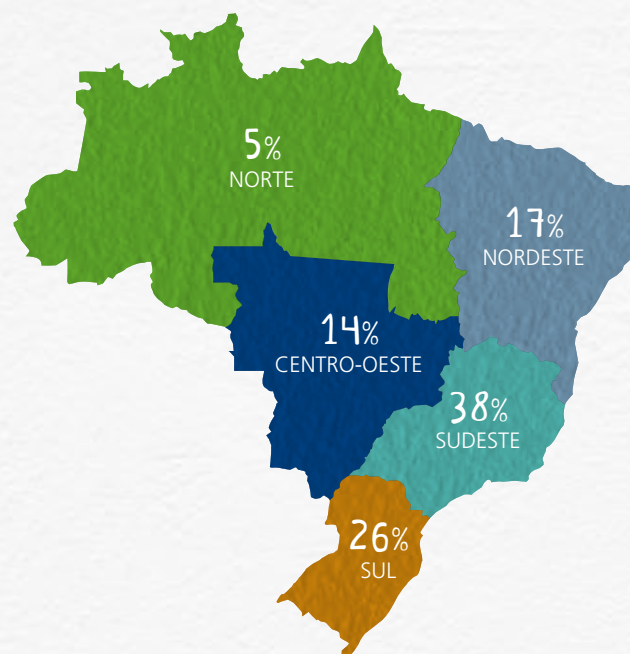 5%
NORTE
17%
NORDESTE
14%
CENTRO-OESTE
38%
SUDESTE
26%
SUL